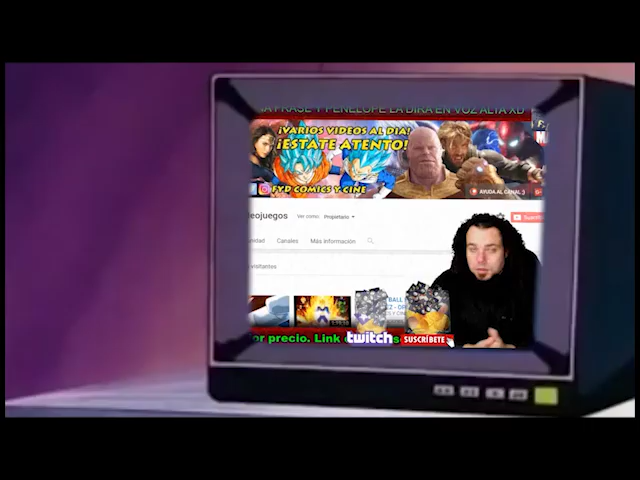 A FRASE Y PENELOPE LA DIRA EN VOZ ALTA XD
¡VARIOS VIDEOS AL DIA!
¡ESTATE ATENTO!
FYD COMICS Y CINE
AYUDA AL CANAL :)
deojuegos
Ver como: Propietario
Canales
Más información
visitantes
or precio. Link
twitch
SUSCRÍBETE